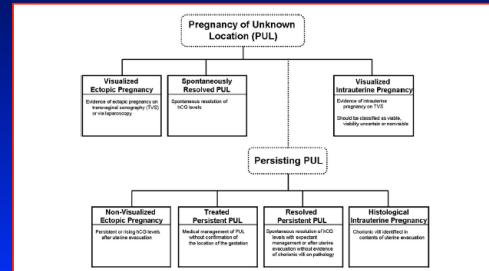 Pregnancy of Unknown
Location (PUL)
Visualized
Ectopic Pregnancy
Evidence of ectopic pregnancy on
transvaginal sonography (TVS)
or via laparoscopy
Spontaneously
Resolved PUL
Spontaneous resolution of
hCG levels
Visualized
Intrauterine Pregnancy
Evidence of intrauterine
pregnancy on TVS
Should be classified as viable,
viability uncertain or nonviable
Persisting PUL
Non-Visualized
Ectopic Pregnancy
Persistent or rising hCG levels
after uterine evacuation
Treated
Persistent PUL
Medical management of PUL
without confirmation of
the location of the gestation
Resolved
Persistent PUL
Spontaneous resolution of hCG
levels with expectant
management or after uterine
evacuation without evidence
of chorionic villi on pathology
Histological
Intrauterine Pregnancy
Chorionic villi identified in
contents of uterine evacuation